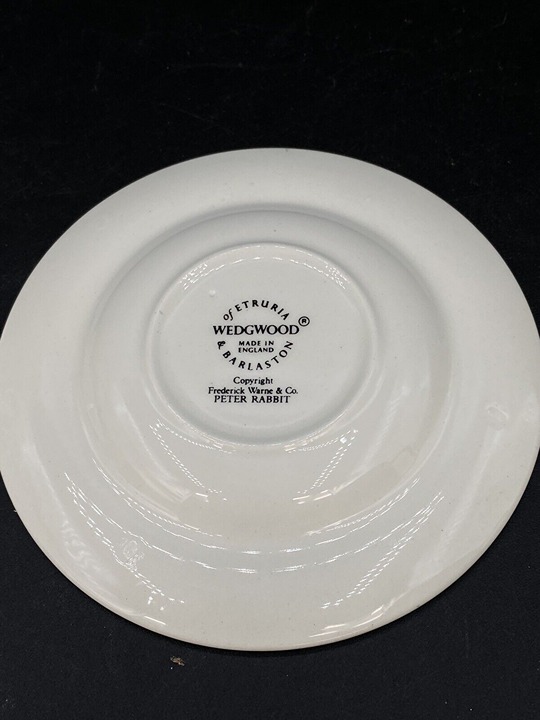 of ETRURIA
WEDGWOOD ®
MADE IN
ENGLAND
& BARLASTON
Copyright
Frederick Warne & Co.
PETER RABBIT